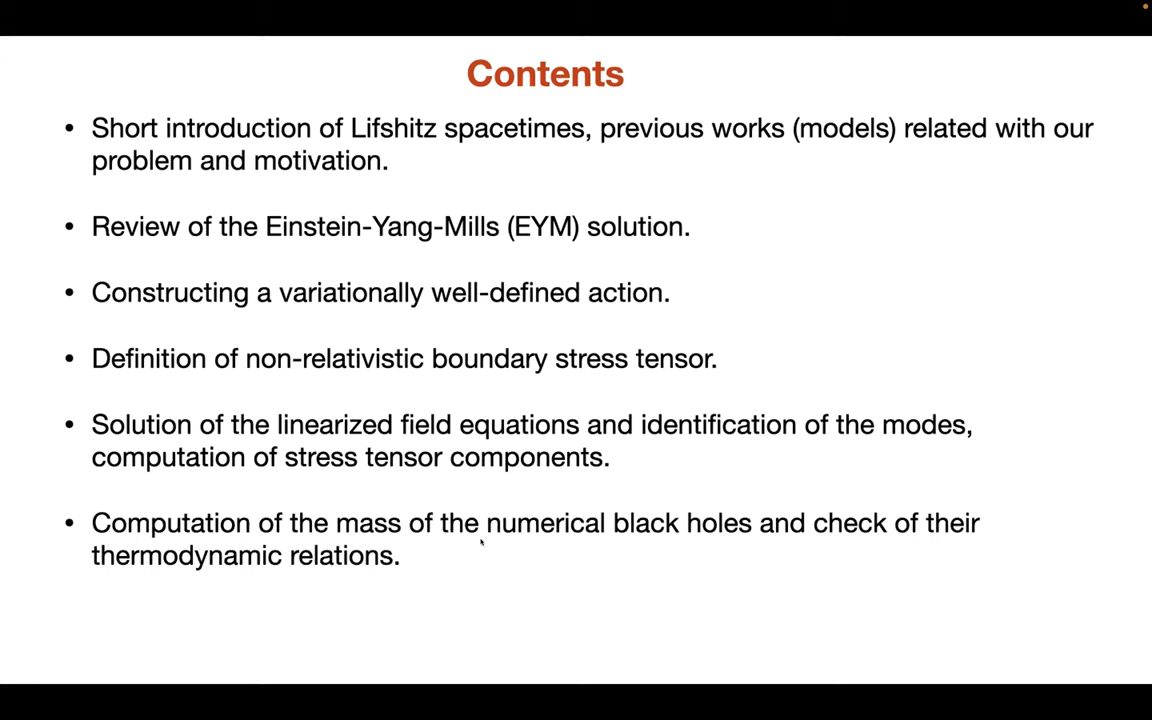 Contents
• Short introduction of Lifshitz spacetimes, previous works (models) related with our
problem and motivation.
• Review of the Einstein-Yang-Mills (EYM) solution.
• Constructing a variationally well-defined action.
• Definition of non-relativistic boundary stress tensor.
• Solution of the linearized field equations and identification of the modes,
computation of stress tensor components.
• Computation of the mass of the numerical black holes and check of their
thermodynamic relations.